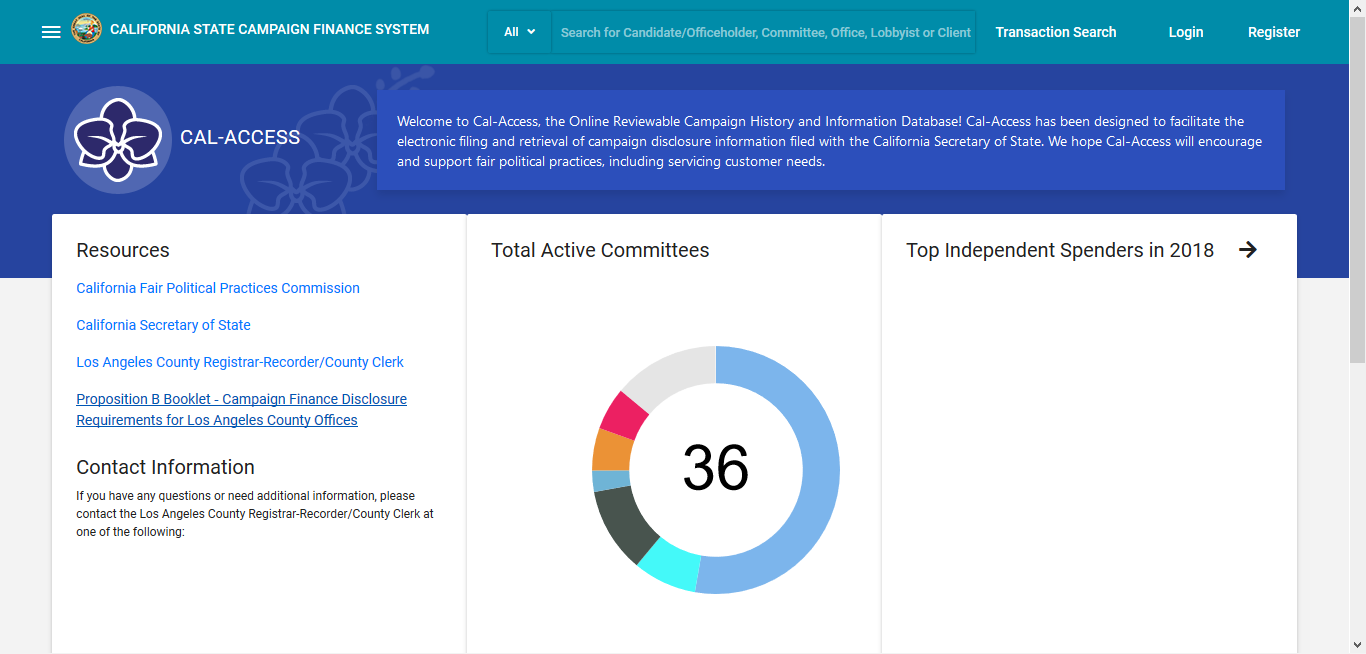 CALIFORNIA STATE CAMPAIGN FINANCE SYSTEM
All
Search for Candidate/Officeholder, Committee, Office, Lobbyist or Client
Transaction Search
Login
Register
CAL-ACCESS
Welcome to Cal-Access, the Online Reviewable Campaign History and Information Database! Cal-Access has been designed to facilitate the
electronic filing and retrieval of campaign disclosure information filed with the California Secretary of State. We hope Cal-Access will encourage
and support fair political practices, including servicing customer needs.
Resources
California Fair Political Practices Commission
California Secretary of State
Los Angeles County Registrar-Recorder/County Clerk
Proposition B Booklet - Campaign Finance Disclosure
Requirements for Los Angeles County Offices
Contact Information
If you have any questions or need additional information, please
contact the Los Angeles County Registrar-Recorder/County Clerk at
one of the following:
Total Active Committees
36
Top Independent Spenders in 2018